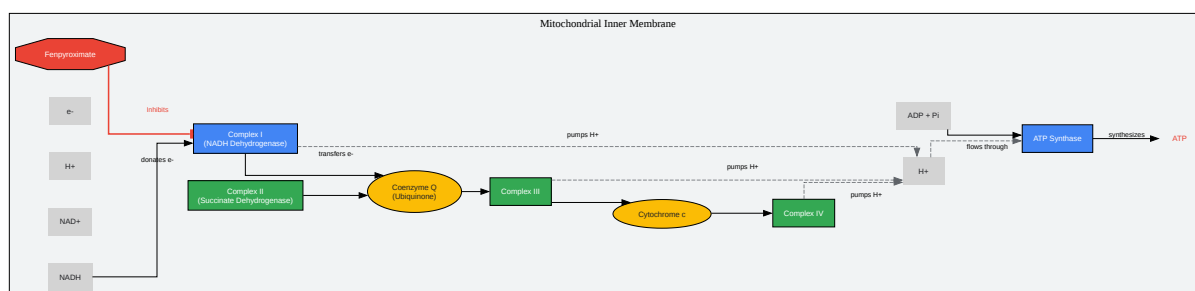 Mitochondrial Inner Membrane
Fenpyroximate
e-
inhibits
H+
NAD+
NADH
donates e-
Complex I
(NADH Dehydrogenase)
transfers e-
Complex II
(Succinate Dehydrogenase)
Coenzyme Q
(Ubiquinone)
Complex III
Cytochrome c
Complex IV
pumps H+
pumps H+
pumps H+
ADP + Pi
H+
flows through
ATP Synthase
synthesizes
ATP